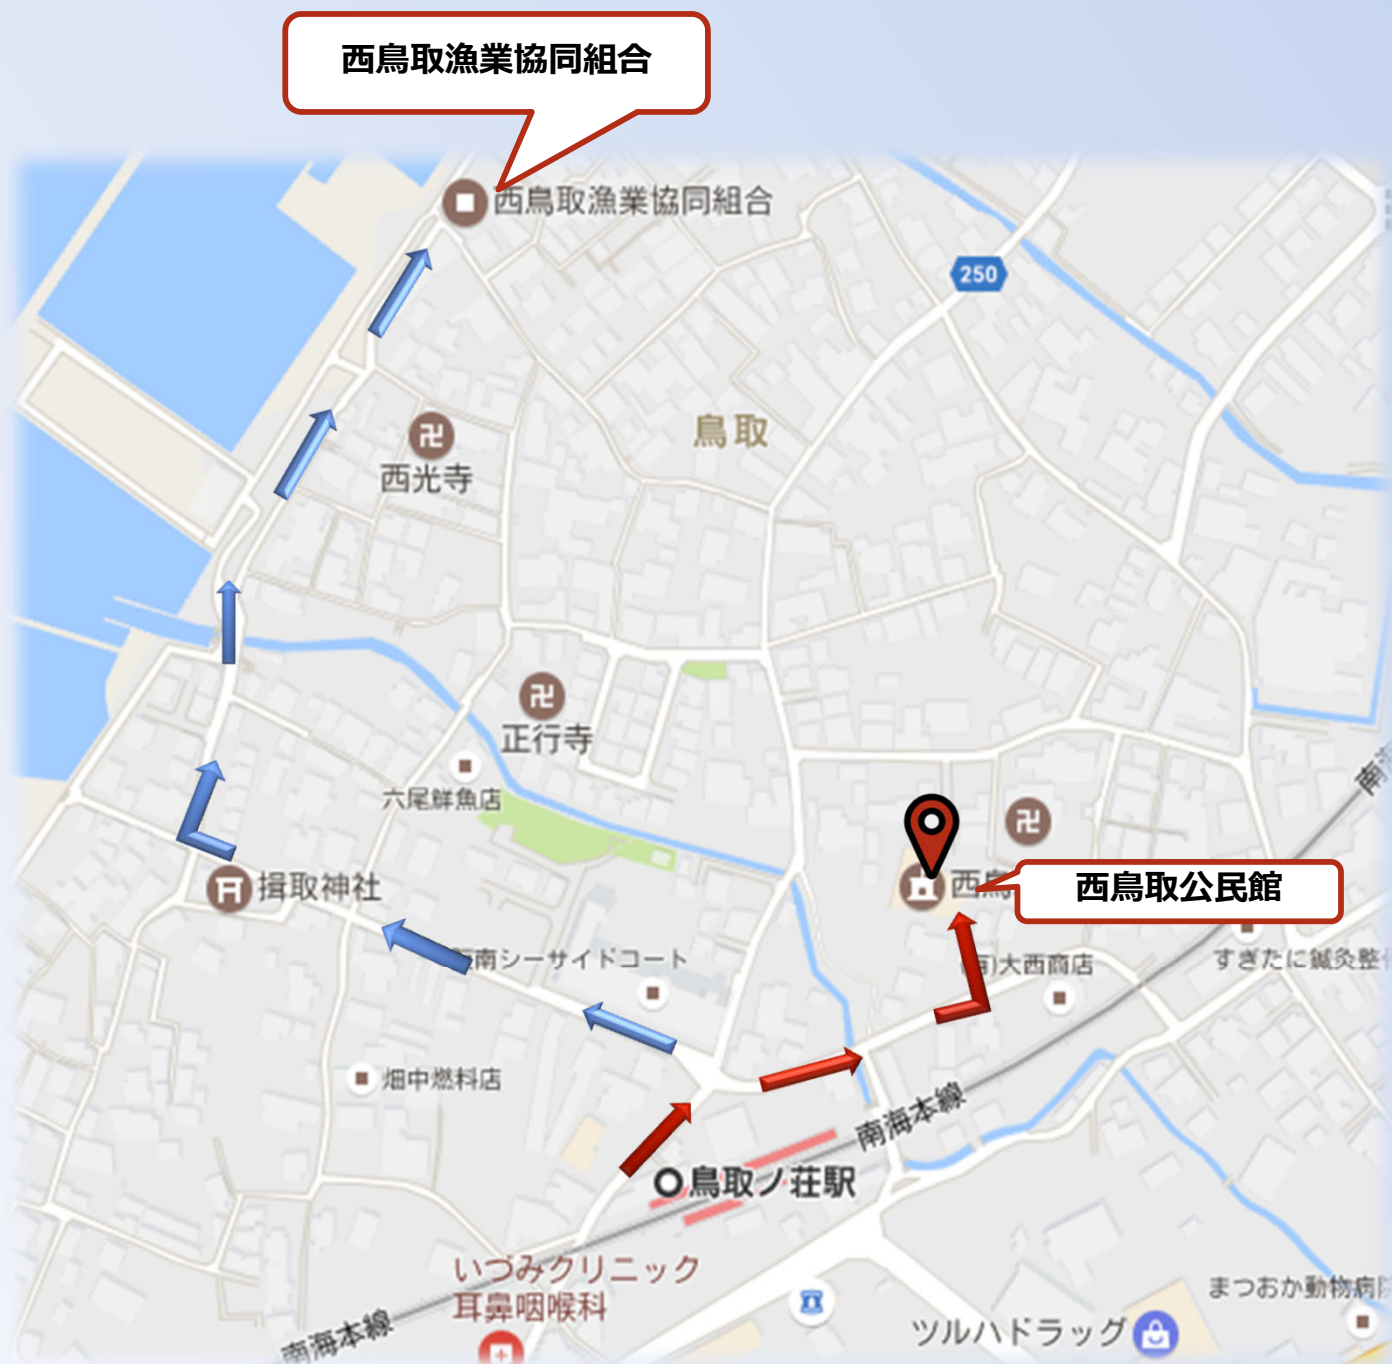 西鳥取漁業協同組合
西鳥取漁業協同組合
250
鳥取
西光寺
正行寺
六尾鮮魚店
揖取神社
西鳥
西鳥取公民館
南シーサイドコート
大西商店
すぎたに鍼灸整
畑中燃料店
南海本線
鳥取ノ荘駅
いづみクリニック
耳鼻咽喉科
まつおか動物病院
ツルハドラッグ
南海本線